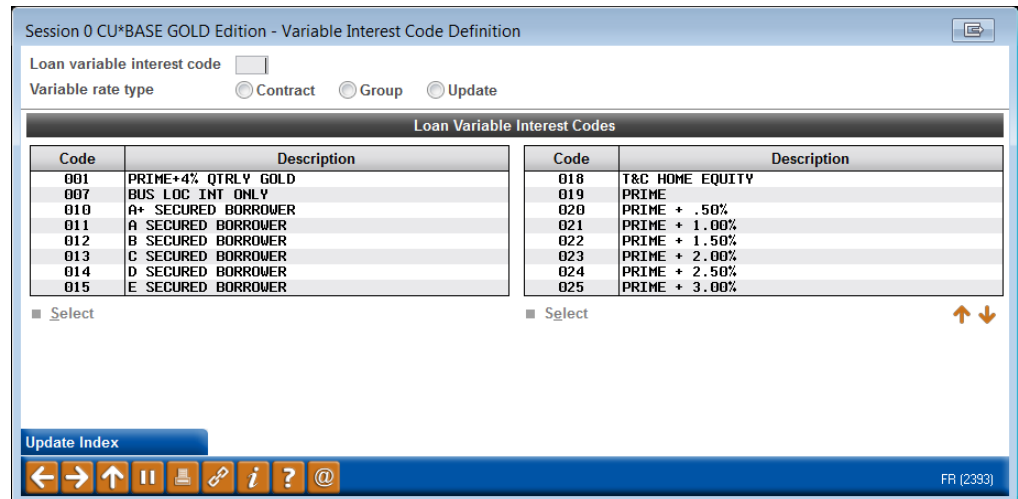 Session 0 CU*BASE GOLD Edition - Variable Interest Code Definition
Loan variable interest code
Variable rate type Contract Group Update
Loan Variable Interest Codes
Code Description Code Description
001 PRIME+4% QTRLY GOLD 018 T&C HOME EQUITY
007 BUS LOC INT ONLY 019 PRIME
010 A+ SECURED BORROWER 020 PRIME + .50%
011 A SECURED BORROWER 021 PRIME + 1.00%
012 B SECURED BORROWER 022 PRIME + 1.50%
013 C SECURED BORROWER 023 PRIME + 2.00%
014 D SECURED BORROWER 024 PRIME + 2.50%
015 E SECURED BORROWER 025 PRIME + 3.00%
Select Select
Update Index
i ? @ FR (2393)